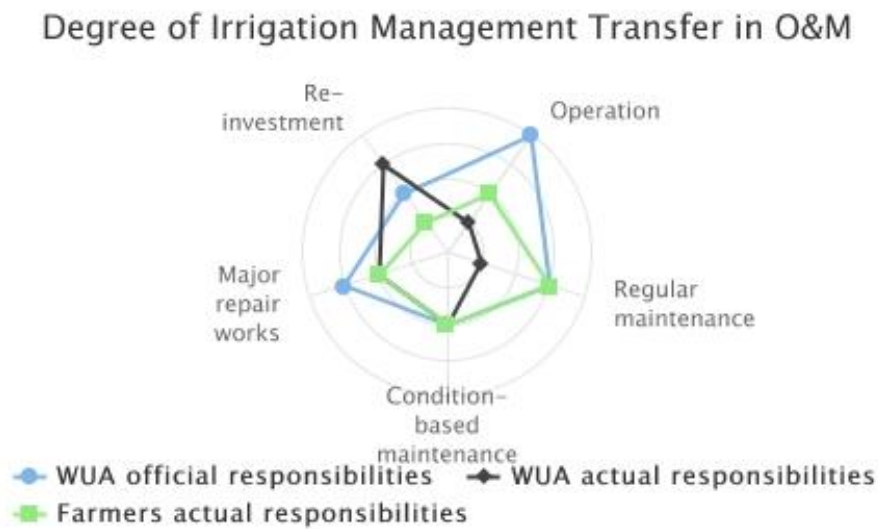 Degree of Irrigation Management Transfer in O&M
Re-
investment
Operation
Major
repair
works
Regular
maintenance
Condition-
based
maintenance
WUA official responsibilities
WUA actual responsibilities
Farmers actual responsibilities